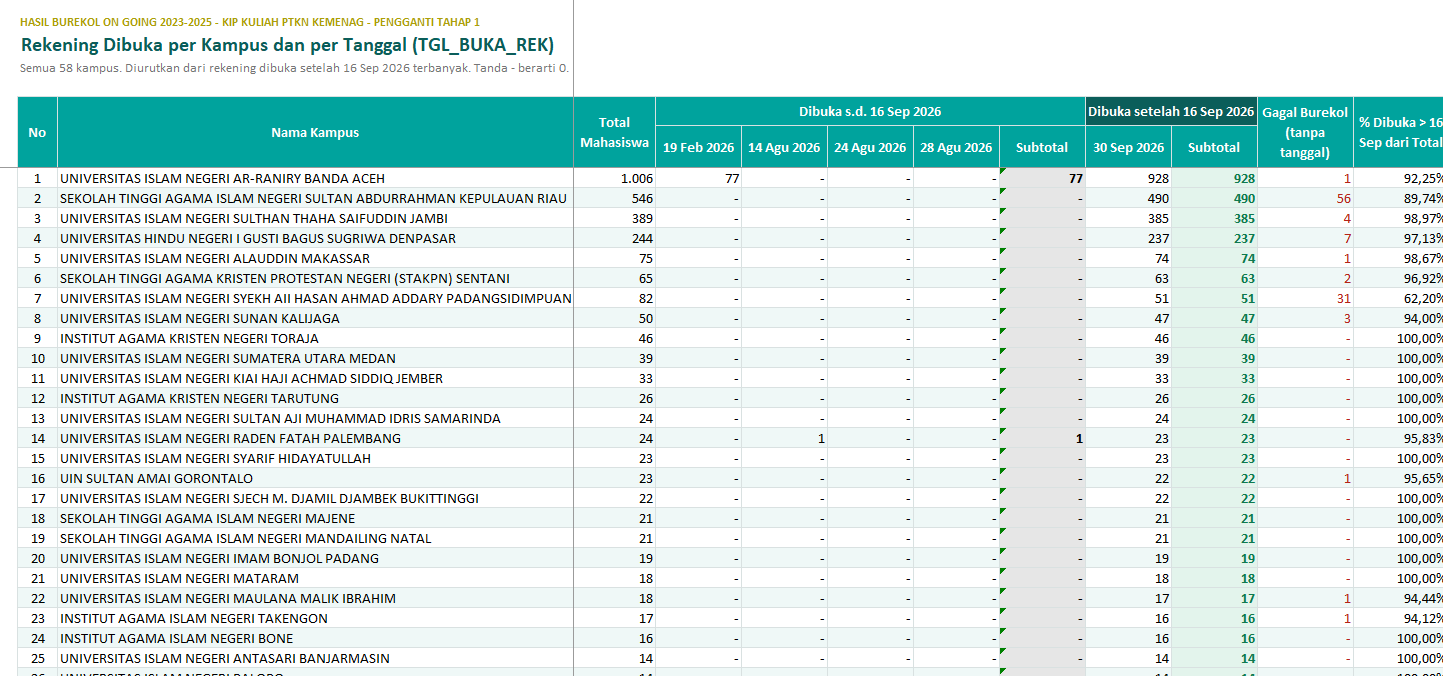 HASIL BUREKOL ON GOING 2023-2025 - KIP KULIAH PTKN KEMENAG - PENGGANTI TAHAP 1
Rekening Dibuka per Kampus dan per Tanggal (TGL_BUKA_REK)
Semua 58 kampus. Diurutkan dari rekening dibuka setelah 16 Sep 2026 terbanyak. Tanda - berarti 0.
No Nama Kampus Total Mahasiswa Dibuka s.d. 16 Sep 2026 Dibuka setelah 16 Sep 2026 Gagal Burekol (tanpa tanggal) % Dibuka > 16 Sep dari Total
19 Feb 2026 14 Agu 2026 24 Agu 2026 28 Agu 2026 Subtotal 30 Sep 2026 Subtotal
1 UNIVERSITAS ISLAM NEGERI AR-RANIRY BANDA ACEH 1.006 77 - - - 77 928 928 1 92,25%
2 SEKOLAH TINGGI AGAMA ISLAM NEGERI SULTAN ABDURRAHMAN KEPULAUAN RIAU 546 - - - - - 490 490 56 89,74%
3 UNIVERSITAS ISLAM NEGERI SULTHAN THAHA SAIFUDDIN JAMBI 389 - - - - - 385 385 4 98,97%
4 UNIVERSITAS HINDU NEGERI I GUSTI BAGUS SUGRIWA DENPASAR 244 - - - - - 237 237 7 97,13%
5 UNIVERSITAS ISLAM NEGERI ALAUDDIN MAKASSAR 75 - - - - - 74 74 1 98,67%
6 SEKOLAH TINGGI AGAMA KRISTEN PROTESTAN NEGERI (STAKPN) SENTANI 65 - - - - - 63 63 2 96,92%
7 UNIVERSITAS ISLAM NEGERI SYEKH AII HASAN AHMAD ADDARY PADANGSIDIMPUAN 82 - - - - - 51 51 31 62,20%
8 UNIVERSITAS ISLAM NEGERI SUNAN KALIJAGA 50 - - - - - 47 47 3 94,00%
9 INSTITUT AGAMA KRISTEN NEGERI TORAJA 46 - - - - - 46 46 - 100,00%
10 UNIVERSITAS ISLAM NEGERI SUMATERA UTARA MEDAN 39 - - - - - 39 39 - 100,00%
11 UNIVERSITAS ISLAM NEGERI KIAI HAJI ACHMAD SIDDIQ JEMBER 33 - - - - - 33 33 - 100,00%
12 INSTITUT AGAMA KRISTEN NEGERI TARUTUNG 26 - - - - - 26 26 - 100,00%
13 UNIVERSITAS ISLAM NEGERI SULTAN AJI MUHAMMAD IDRIS SAMARINDA 24 - - - - - 24 24 - 100,00%
14 UNIVERSITAS ISLAM NEGERI RADEN FATAH PALEMBANG 24 - 1 - - 1 23 23 - 95,83%
15 UNIVERSITAS ISLAM NEGERI SYARIF HIDAYATULLAH 23 - - - - - 23 23 - 100,00%
16 UIN SULTAN AMAI GORONTALO 23 - - - - - 22 22 1 95,65%
17 UNIVERSITAS ISLAM NEGERI SJECH M. DJAMIL DJAMBEK BUKITTINGGI 22 - - - - - 22 22 - 100,00%
18 SEKOLAH TINGGI AGAMA ISLAM NEGERI MAJENE 21 - - - - - 21 21 - 100,00%
19 SEKOLAH TINGGI AGAMA ISLAM NEGERI MANDAILING NATAL 21 - - - - - 21 21 - 100,00%
20 UNIVERSITAS ISLAM NEGERI IMAM BONJOL PADANG 19 - - - - - 19 19 - 100,00%
21 UNIVERSITAS ISLAM NEGERI MATARAM 18 - - - - - 18 18 - 100,00%
22 UNIVERSITAS ISLAM NEGERI MAULANA MALIK IBRAHIM 18 - - - - - 17 17 1 94,44%
23 INSTITUT AGAMA ISLAM NEGERI TAKENGON 17 - - - - - 16 16 1 94,12%
24 INSTITUT AGAMA ISLAM NEGERI BONE 16 - - - - - 16 16 - 100,00%
25 UNIVERSITAS ISLAM NEGERI ANTASARI BANJARMASIN 14 - - - - - 14 14 - 100,00%